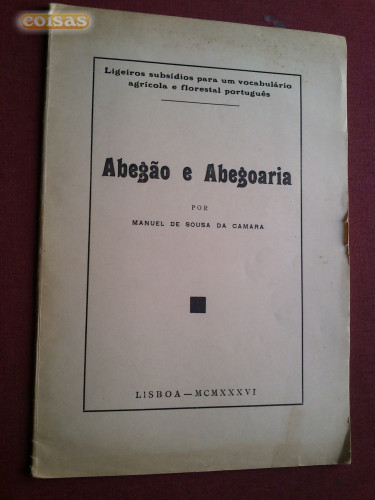 coisas
Ligeiros subsídios para um vocabulário
agrícola e florestal português
Abegão e Abegoaria
POR
MANUEL DE SOUSA DA CAMARA
LISBOA — MCMXXXVI